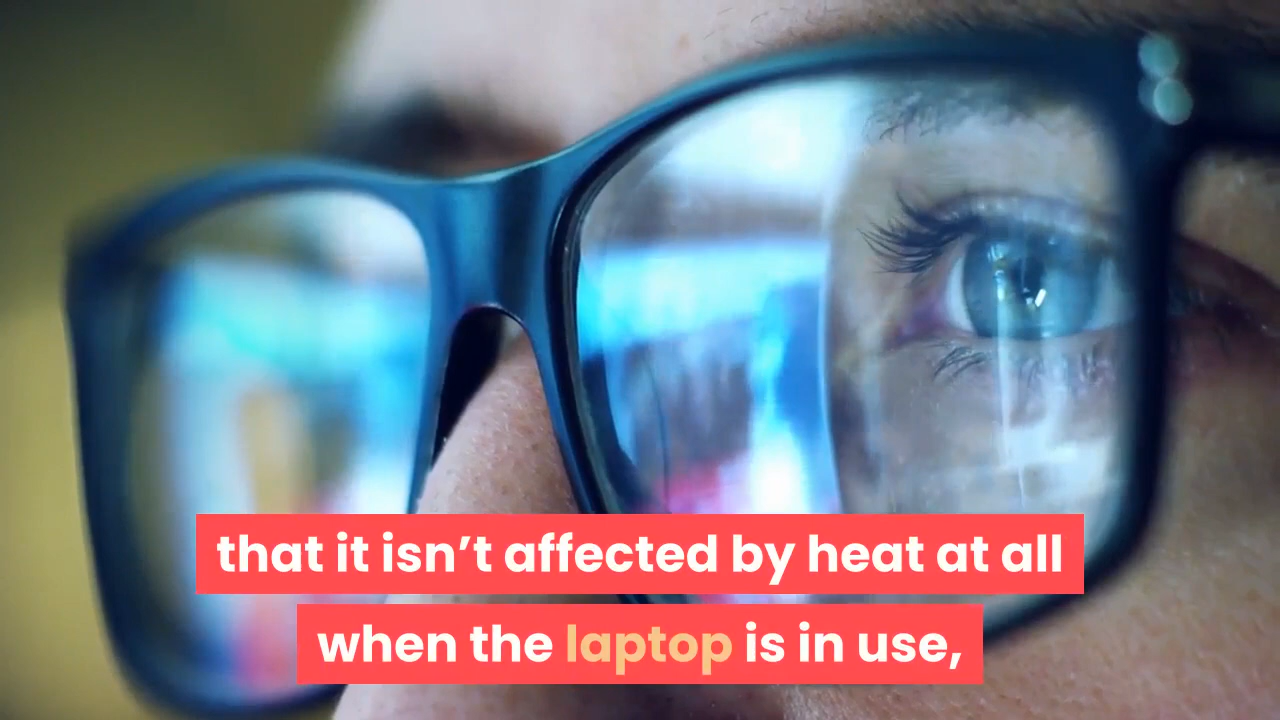 that it isn’t affected by heat at all
when the laptop is in use,